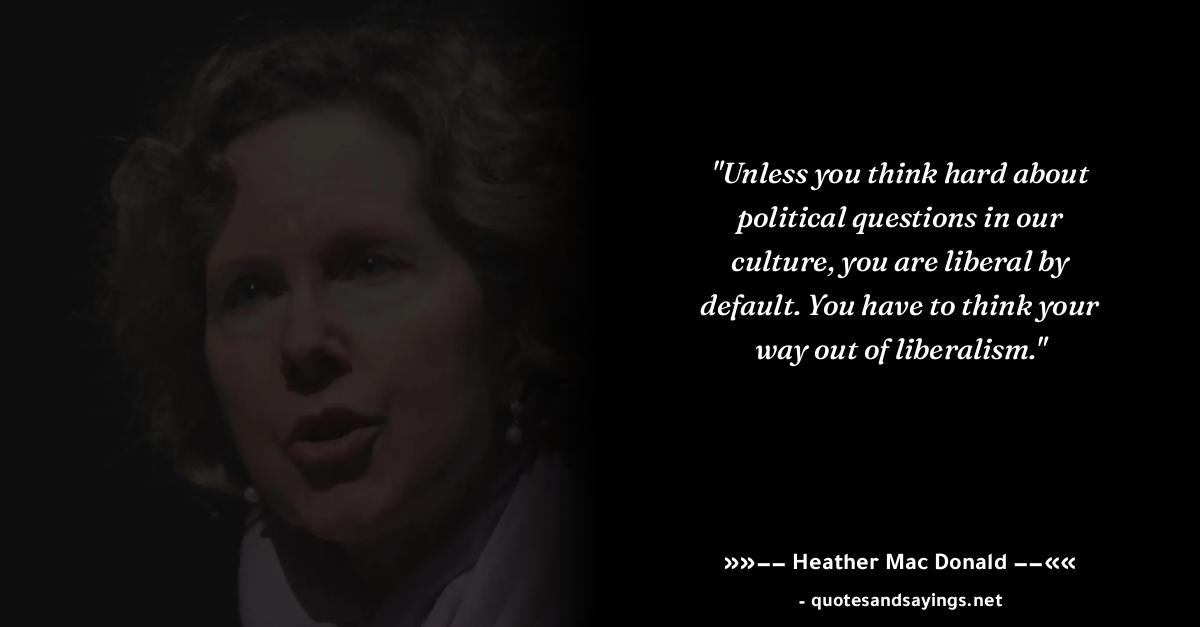 "Unless you think hard about
political questions in our
culture, you are liberal by
default. You have to think your
way out of liberalism."
»»–– Heather Mac Donald ––««
- quotesandsayings.net